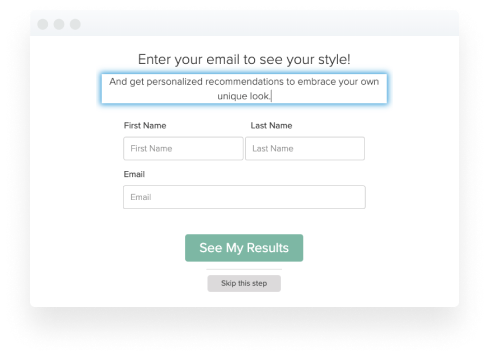 Enter your email to see your style!
And get personalized recommendations to embrace your own
unique look.
First Name Last Name
First Name Last Name
Email
Email
See My Results
Skip this step